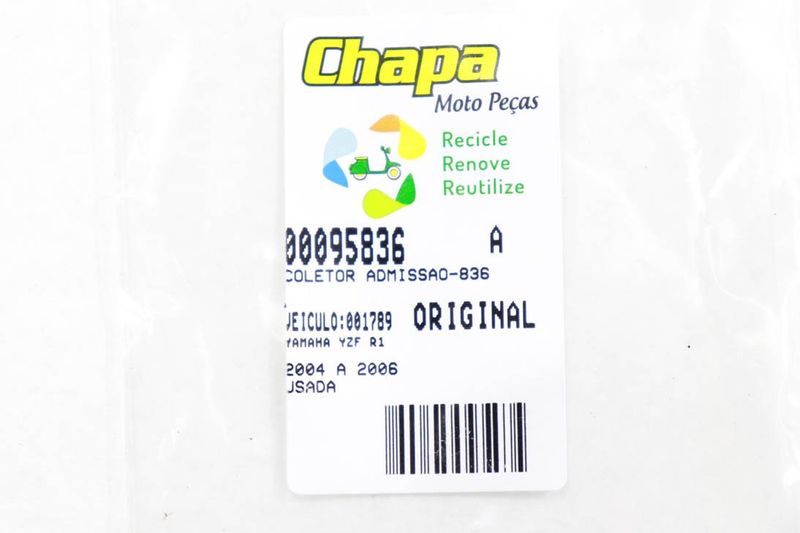 Chapa
Moto Peças
Recicle
Renove
Reutilize
00095836 A
COLETOR ADMISSAO-836
VEICULO:001789 ORIGINAL
YAMAHA YZF R1
2004 A 2006
USADA